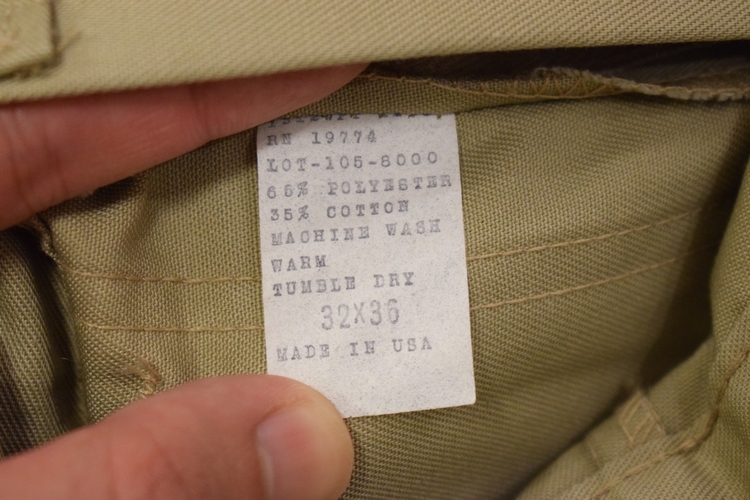 RN 19774
LOT-105-8000
65% POLYESTER
35% COTTON
MACHINE WASH
WARM
TUMBLE DRY
32X36
MADE IN USA